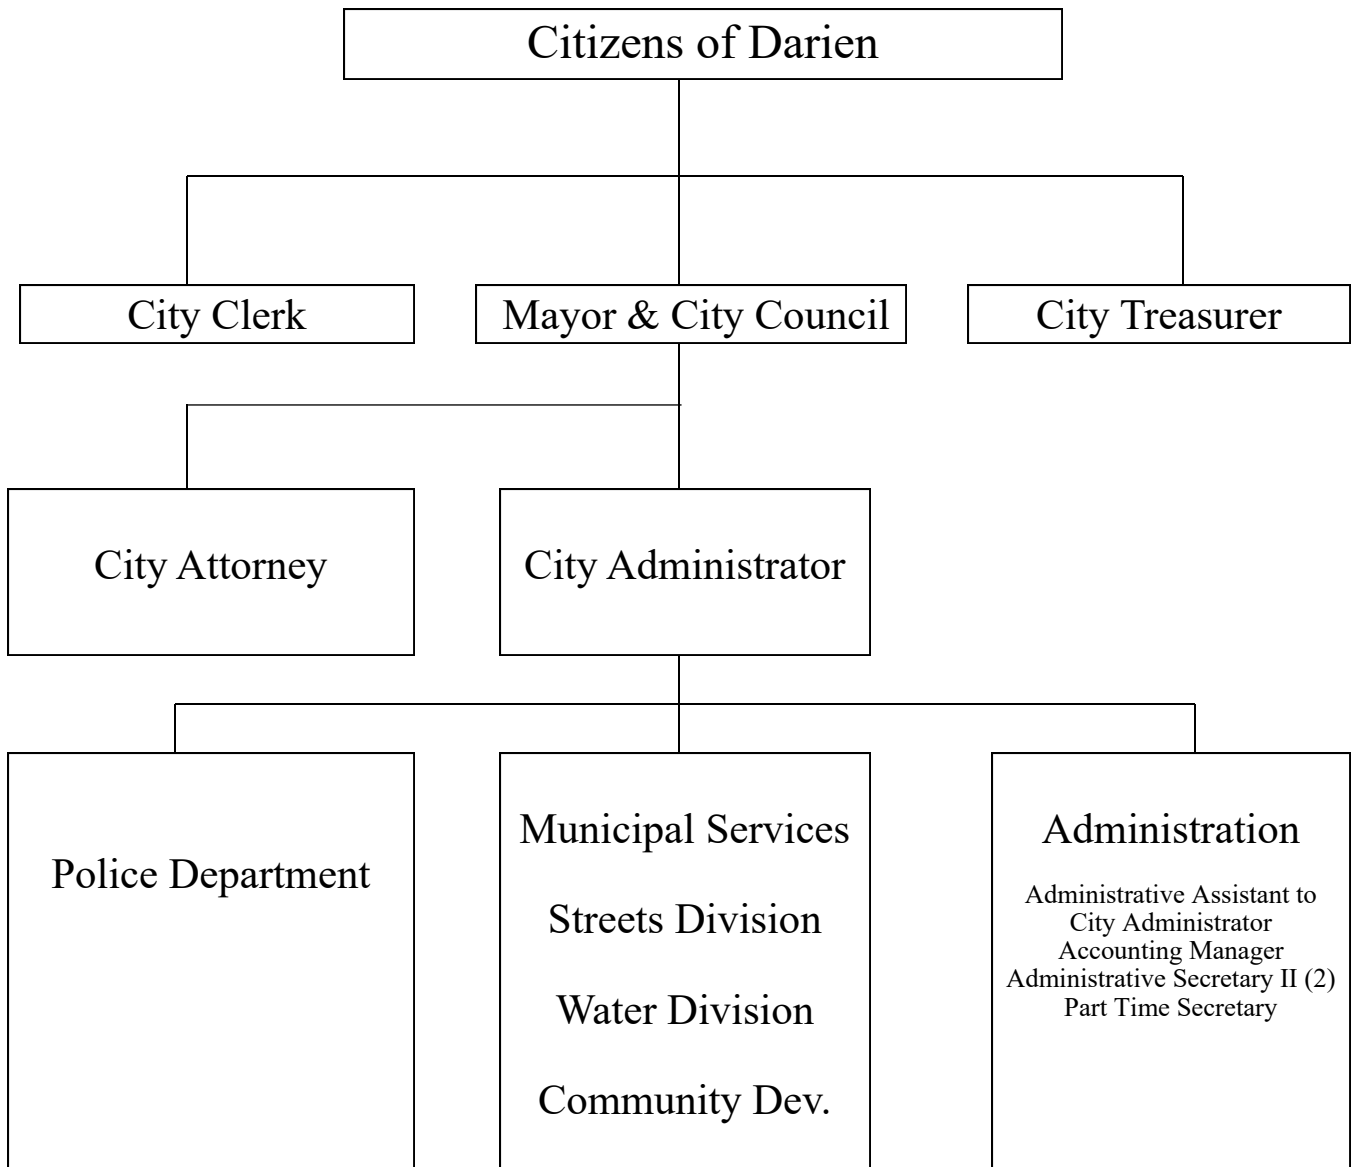 Citizens of Darien
City Clerk
Mayor & City Council
City Treasurer
City Attorney
City Administrator
Police Department
Municipal Services
Streets Division
Water Division
Community Dev.
Administration
Administrative Assistant to
City Administrator
Accounting Manager
Administrative Secretary II (2)
Part Time Secretary